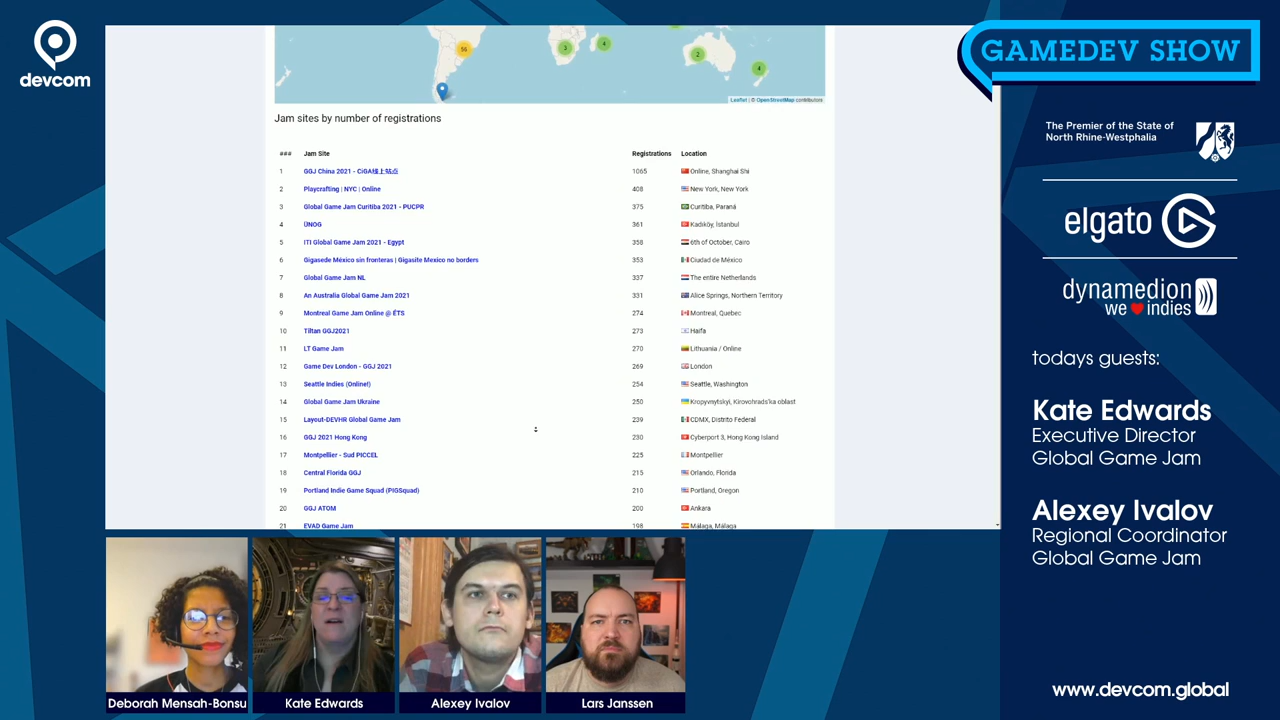 devcom
GAMEDEV SHOW
56
3
4
2
4
Leaflet | © OpenStreetMap contributors
Jam sites by number of registrations
### Jam Site Registrations Location
1 GGJ China 2021 - CiGA线上站点 1065 Online, Shanghai Shi
2 Playcrafting | NYC | Online 408 New York, New York
3 Global Game Jam Curitiba 2021 - PUCPR 375 Curitiba, Paraná
4 ÜNOG 361 Kadıköy, İstanbul
5 ITI Global Game Jam 2021 - Egypt 358 6th of October, Cairo
6 Gigasede México sin fronteras | Gigasite Mexico no borders 353 Ciudad de México
7 Global Game Jam NL 337 The entire Netherlands
8 An Australia Global Game Jam 2021 331 Alice Springs, Northern Territory
9 Montreal Game Jam Online @ ÉTS 274 Montreal, Quebec
10 Tiltan GGJ2021 273 Haifa
11 LT Game Jam 270 Lithuania / Online
12 Game Dev London - GGJ 2021 269 London
13 Seattle Indies (Online!) 254 Seattle, Washington
14 Global Game Jam Ukraine 250 Kropyvnytskyi, Kirovohrads'ka oblast
15 Layout-DEVHR Global Game Jam 239 CDMX, Distrito Federal
16 GGJ 2021 Hong Kong 230 Cyberport 3, Hong Kong Island
17 Montpellier - Sud PICCEL 225 Montpellier
18 Central Florida GGJ 215 Orlando, Florida
19 Portland Indie Game Squad (PIGSquad) 210 Portland, Oregon
20 GGJ ATOM 200 Ankara
21 EVAD Game Jam 198 Málaga, Málaga
The Premier of the State of
North Rhine-Westphalia
elgato
dynamedion
we indies
todays guests:
Kate Edwards
Executive Director
Global Game Jam
Alexey Ivalov
Regional Coordinator
Global Game Jam
www.devcom.global
Deborah Mensah-Bonsu
Kate Edwards
Alexey Ivalov
Lars Janssen